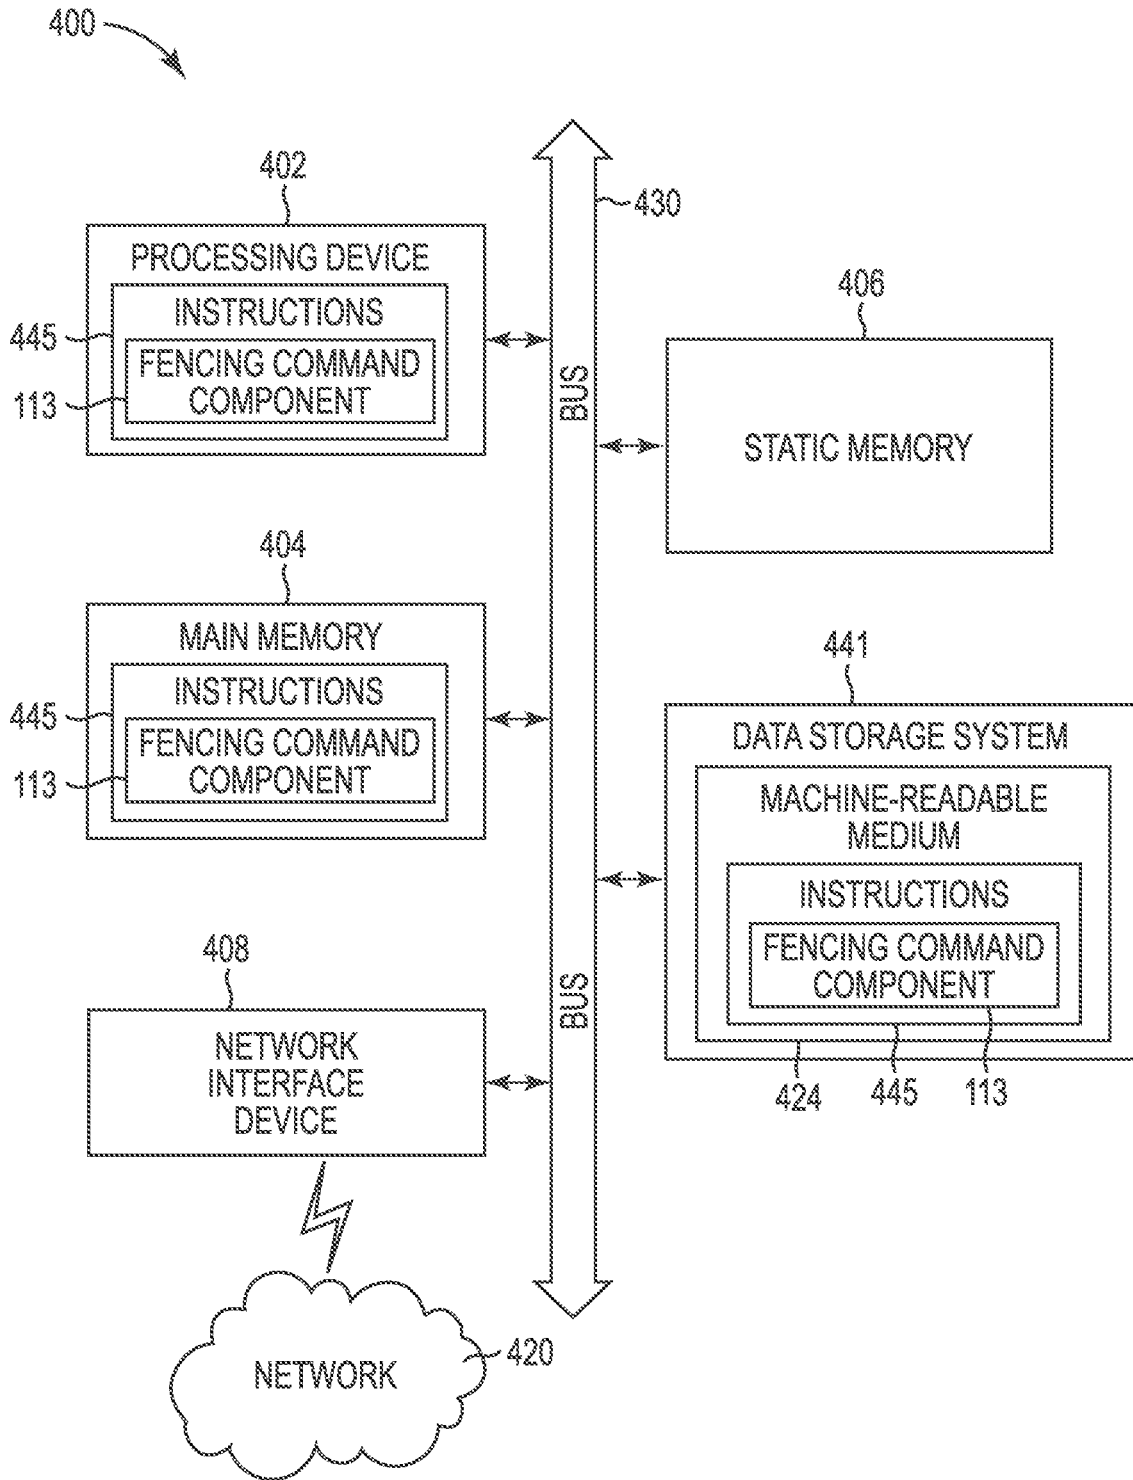 400
402
PROCESSING DEVICE
INSTRUCTIONS
445
FENCING COMMAND
COMPONENT
113
430
BUS
406
STATIC MEMORY
404
MAIN MEMORY
INSTRUCTIONS
445
FENCING COMMAND
COMPONENT
113
441
DATA STORAGE SYSTEM
MACHINE-READABLE
MEDIUM
INSTRUCTIONS
FENCING COMMAND
COMPONENT
424
445
113
408
NETWORK
INTERFACE
DEVICE
BUS
NETWORK
420